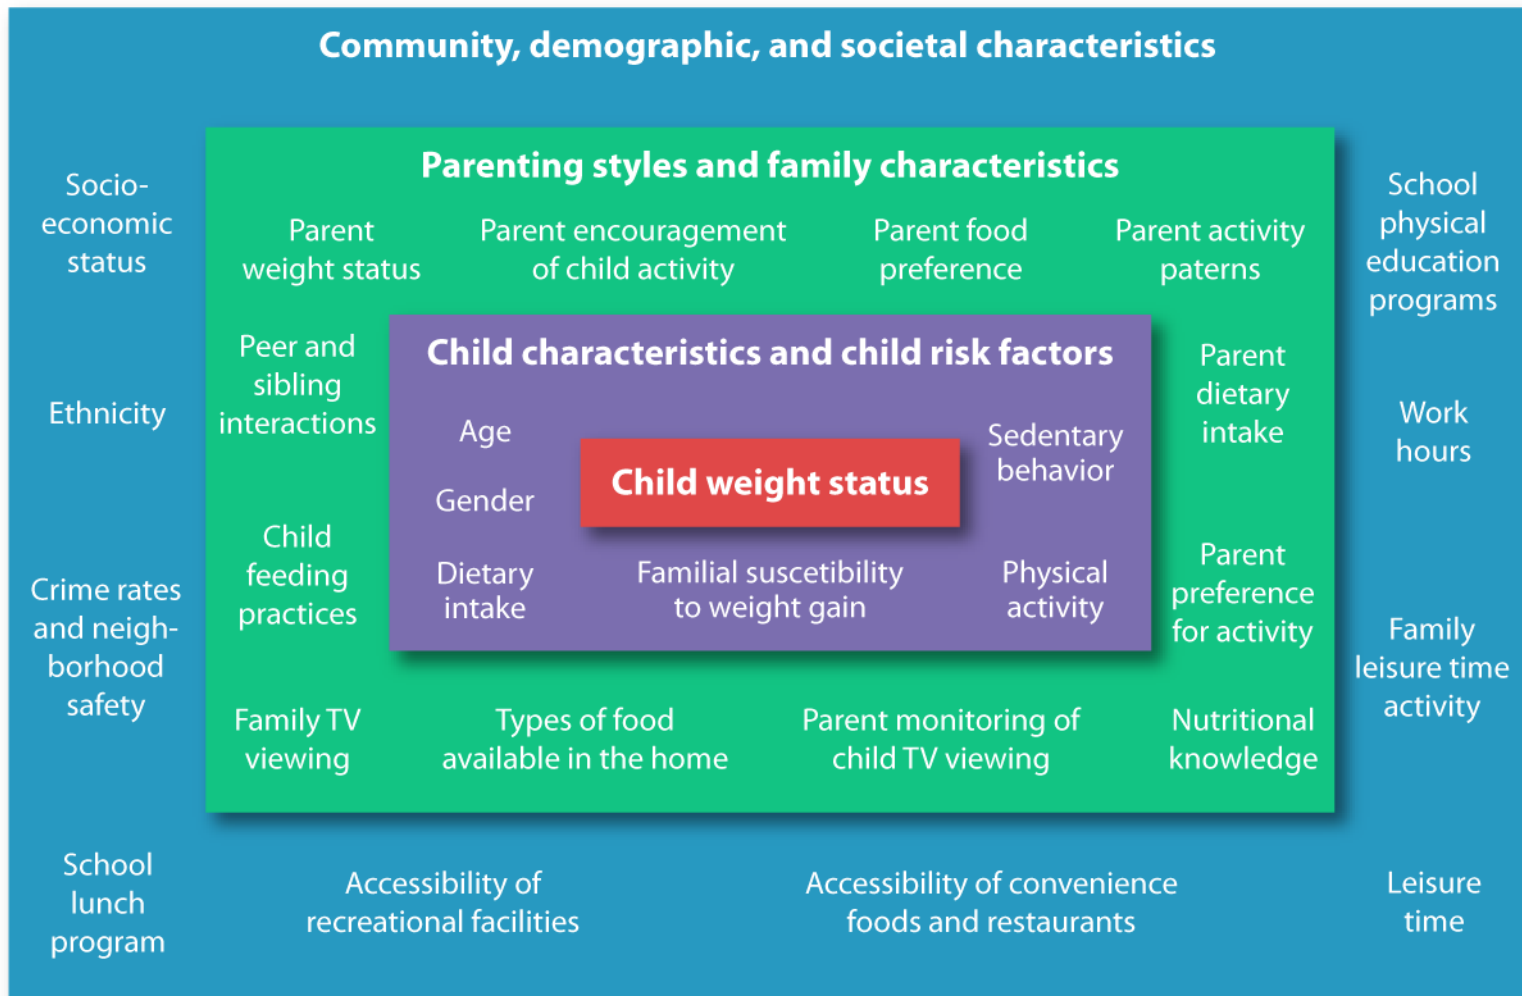 Community, demographic, and societal characteristics
Socio-
economic
status
Ethnicity
Crime rates
and neigh-
borhood
safety
School
lunch
program
Accessibility of
recreational facilities
Accessibility of convenience
foods and restaurants
School
physical
education
programs
Work
hours
Family
leisure time
activity
Leisure
time
Parenting styles and family characteristics
Parent
weight status
Parent encouragement
of child activity
Parent food
preference
Parent activity
paterns
Peer and
sibling
interactions
Child
feeding
practices
Parent
dietary
intake
Parent
preference
for activity
Family TV
viewing
Types of food
available in the home
Parent monitoring of
child TV viewing
Nutritional
knowledge
Child characteristics and child risk factors
Age
Gender
Dietary
intake
Familial suscetibility
to weight gain
Sedentary
behavior
Physical
activity
Child weight status